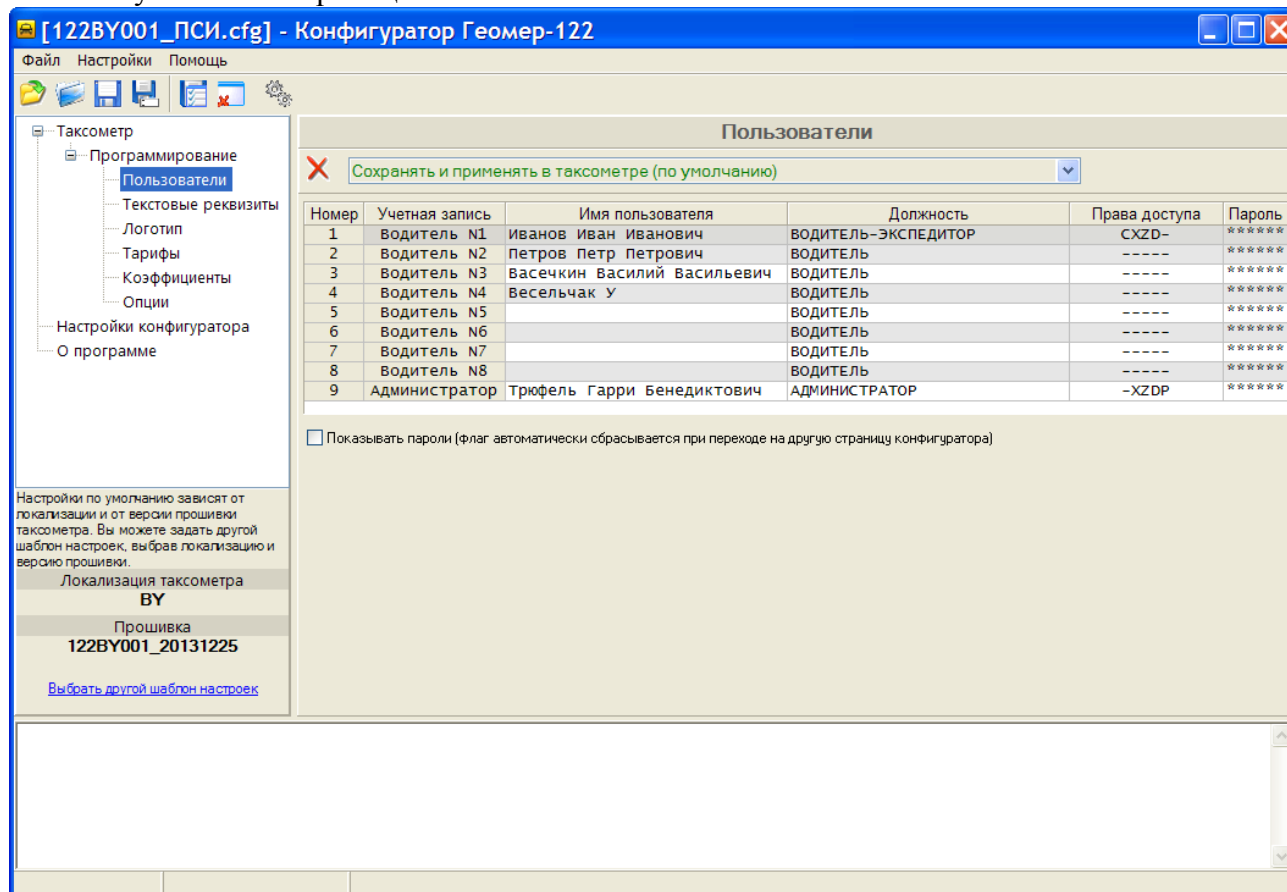 [122BY001_ПСИ.cfg] - Конфигуратор Геомер-122
Файл Настройки Помощь
Таксометр
Программирование
Пользователи
Текстовые реквизиты
Логотип
Тарифы
Коэффициенты
Опции
Настройки конфигуратора
О программе
Настройки по умолчанию зависят от
локализации и от версии прошивки
таксометра. Вы можете задать другой
шаблон настроек, выбрав локализацию и
версию прошивки.
Локализация таксометра
BY
Прошивка
122BY001_20131225
Выбрать другой шаблон настроек
Пользователи
Сохранять и применять в таксометре (по умолчанию)
Номер Учетная запись Имя пользователя Должность Права доступа Пароль
1 Водитель N1 Иванов Иван Иванович ВОДИТЕЛЬ-ЭКСПЕДИТОР CXZD- ******
2 Водитель N2 Петров Петр Петрович ВОДИТЕЛЬ ----- ******
3 Водитель N3 Васечкин Василий Васильевич ВОДИТЕЛЬ ----- ******
4 Водитель N4 Весельчак У ВОДИТЕЛЬ ----- ******
5 Водитель N5 ВОДИТЕЛЬ ----- ******
6 Водитель N6 ВОДИТЕЛЬ ----- ******
7 Водитель N7 ВОДИТЕЛЬ ----- ******
8 Водитель N8 ВОДИТЕЛЬ ----- ******
9 Администратор Трюфель Гарри Бенедиктович АДМИНИСТРАТОР -XZDP ******
Показывать пароли (флаг автоматически сбрасывается при переходе на другую страницу конфигуратора)